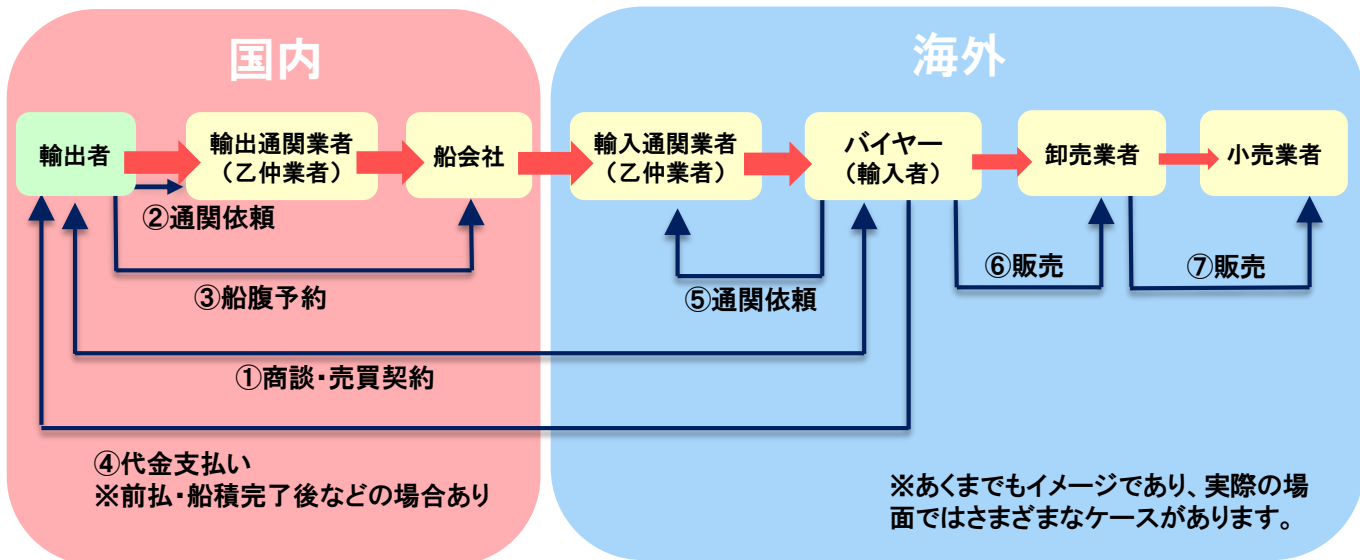 国内
海外
輸出者
輸出通関業者
（乙仲業者）
船会社
輸入通関業者
（乙仲業者）
バイヤー
（輸入者）
卸売業者
小売業者
②通関依頼
③船腹予約
⑤通関依頼
⑥販売
⑦販売
①商談・売買契約
④代金支払い
※前払・船積完了後などの場合あり
※あくまでもイメージであり、実際の場
面ではさまざまなケースがあります。